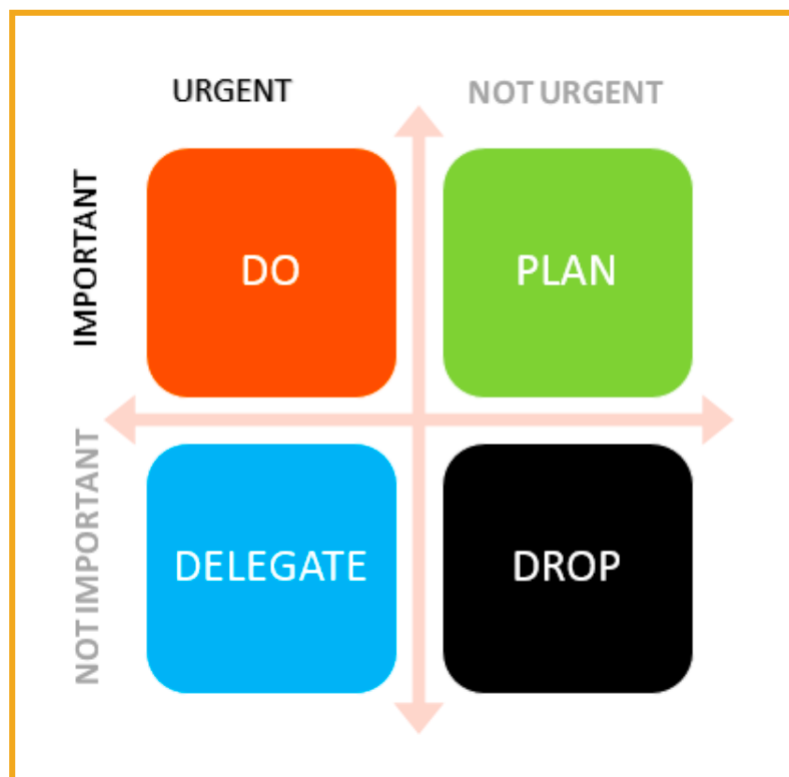 URGENT
NOT URGENT
IMPORTANT
DO
PLAN
NOT IMPORTANT
DELEGATE
DROP